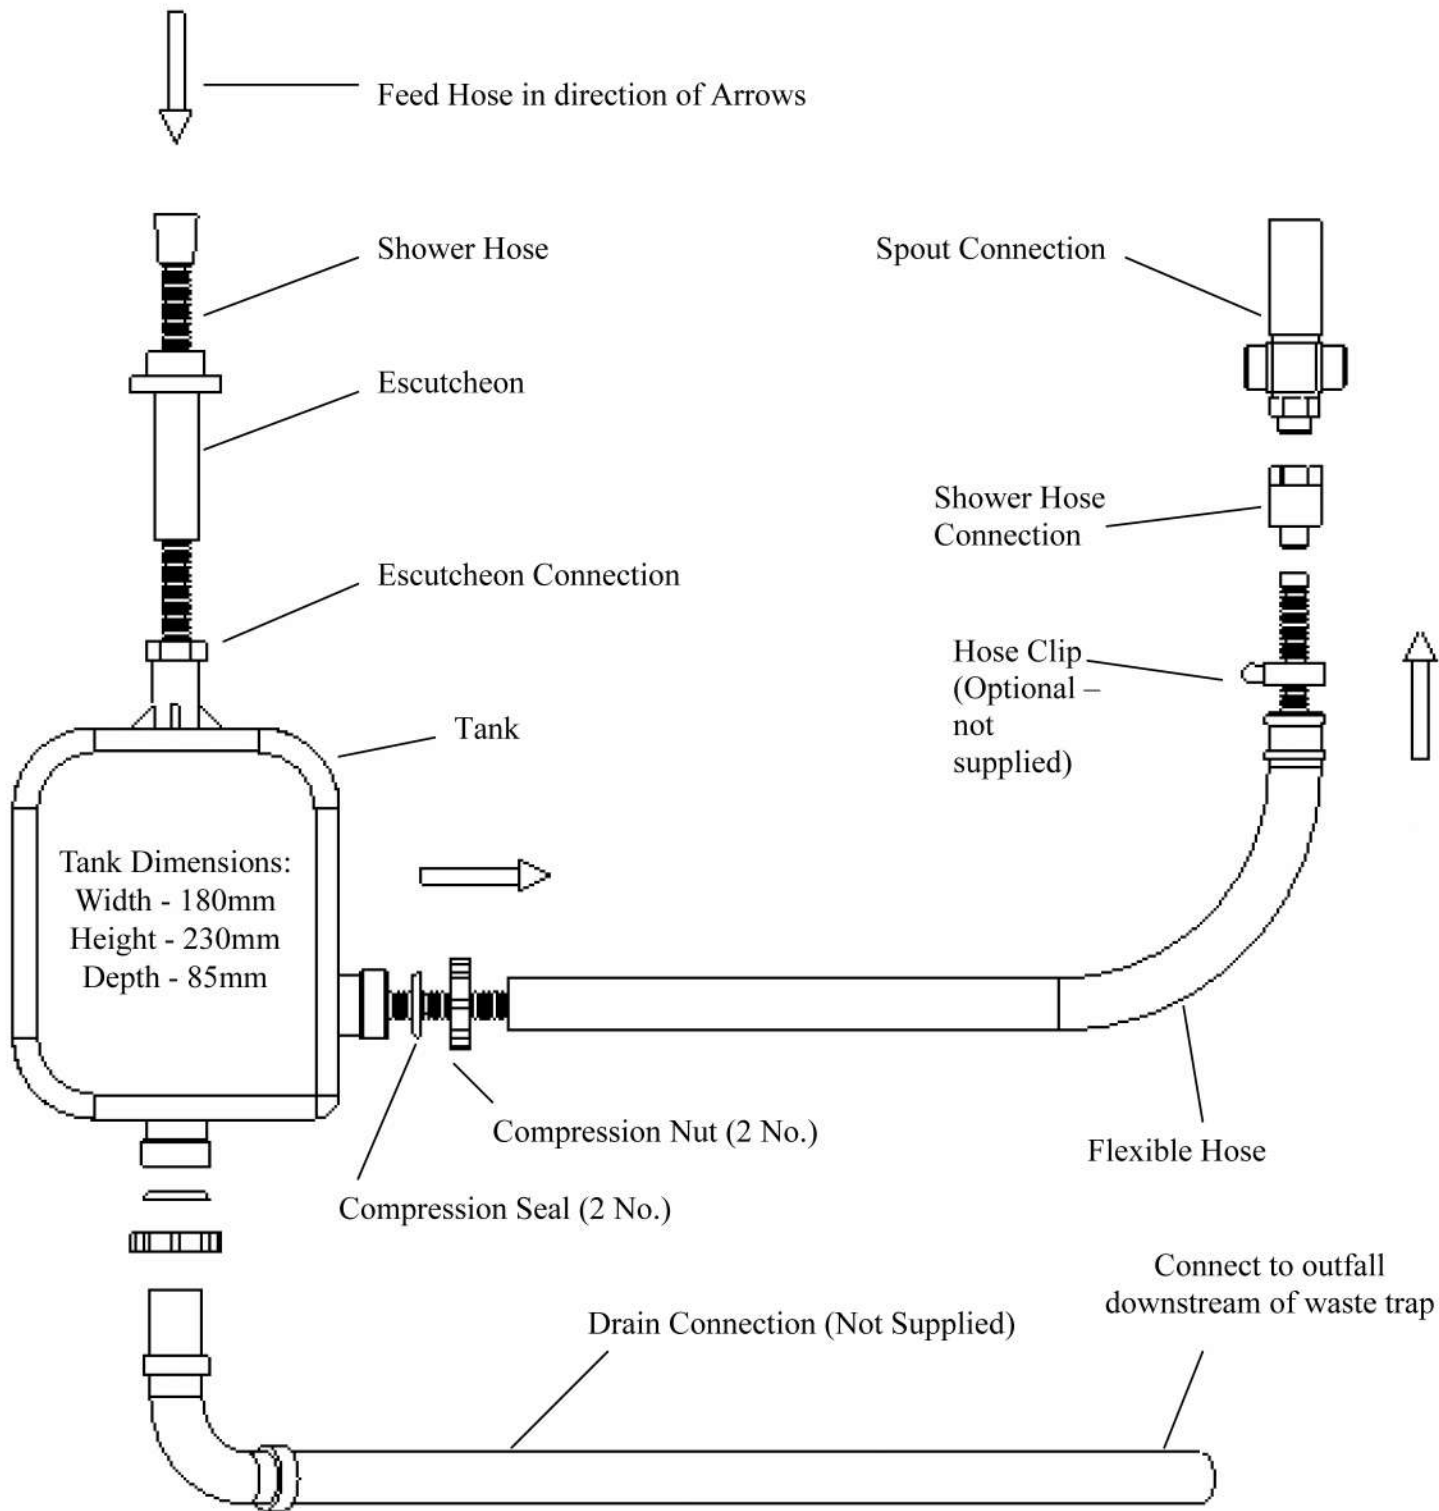 Feed Hose in direction of Arrows
Shower Hose
Spout Connection
Escutcheon
Shower Hose
Connection
Escutcheon Connection
Hose Clip
(Optional –
not
supplied)
Tank
Tank Dimensions:
Width - 180mm
Height - 230mm
Depth - 85mm
Compression Nut (2 No.)
Flexible Hose
Compression Seal (2 No.)
Connect to outfall
downstream of waste trap
Drain Connection (Not Supplied)